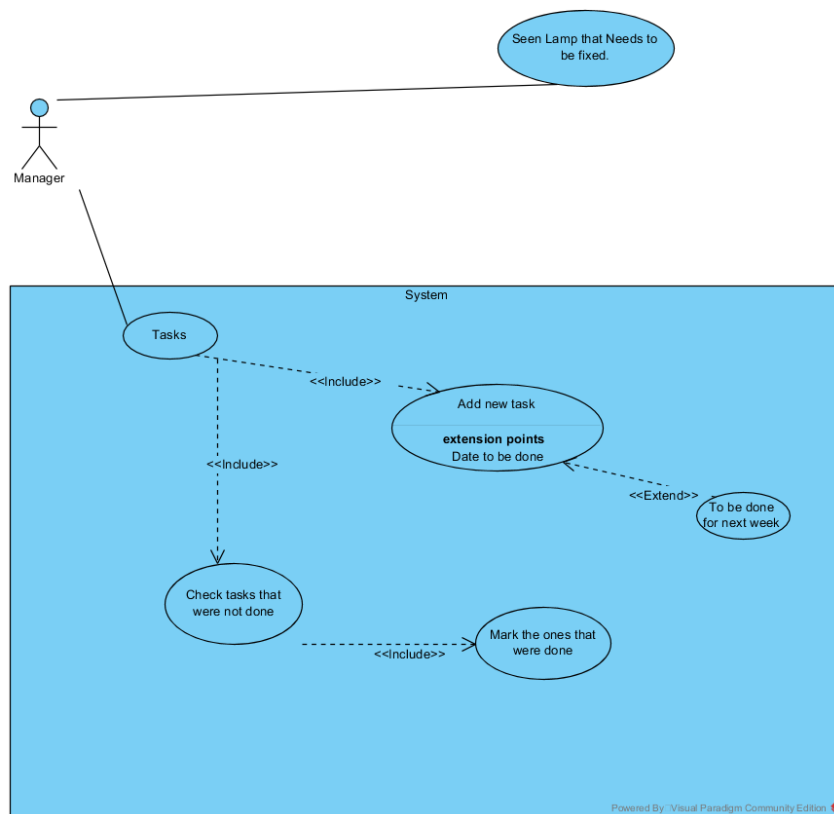 Seen Lamp that Needs to
be fixed.
Manager
System
Tasks
<<Include>>
Add new task
extension points
Date to be done
<<Include>>
<<Extend>>
To be done
for next week
Check tasks that
were not done
Mark the ones that
were done
<<Include>>
Powered By Visual Paradigm Community Edition